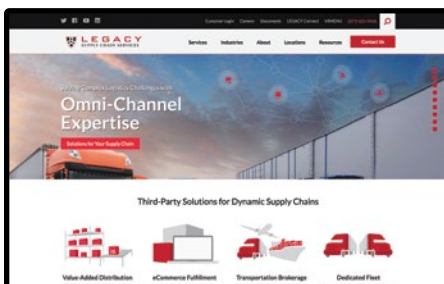 Customer Login Careers Documents LEGACY Connect
LEGACY
SUPPLY CHAIN SERVICES
Services Industries About Locations Resources Contact Us
Omni-Channel
Expertise
Solutions for Your Supply Chain
Third-Party Solutions for Dynamic Supply Chains
Value-Added Distribution eCommerce Fulfillment Transportation Brokerage Dedicated Fleet